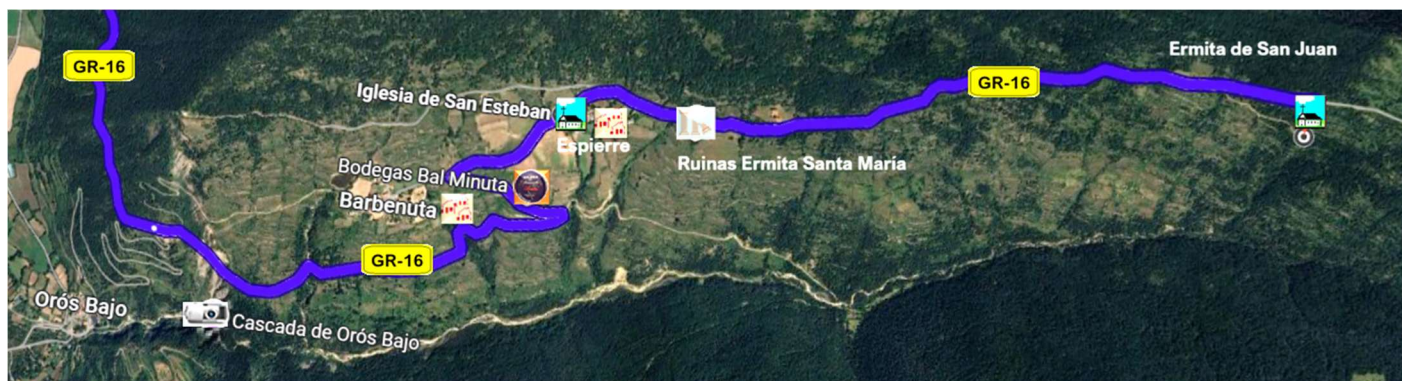 Ermita de San Juan
GR-16
GR-16
Iglesia de San Esteban
Espierre
Ruinas Ermita Santa María
Bodegas Bal Minuta
Barbenuta
GR-16
Orós Bajo
Cascada de Orós Bajo